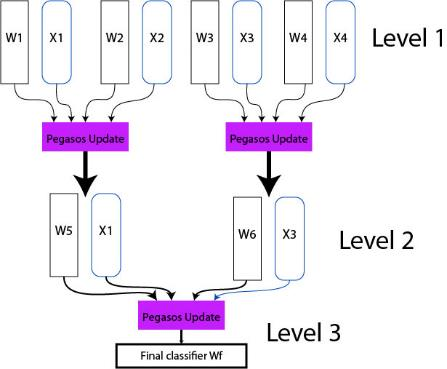 W1
X1
W2
X2
W3
X3
W4
X4
Level 1
Pegasos Update
Pegasos Update
W5
X1
W6
X3
Level 2
Pegasos Update
Level 3
Final classifier Wf